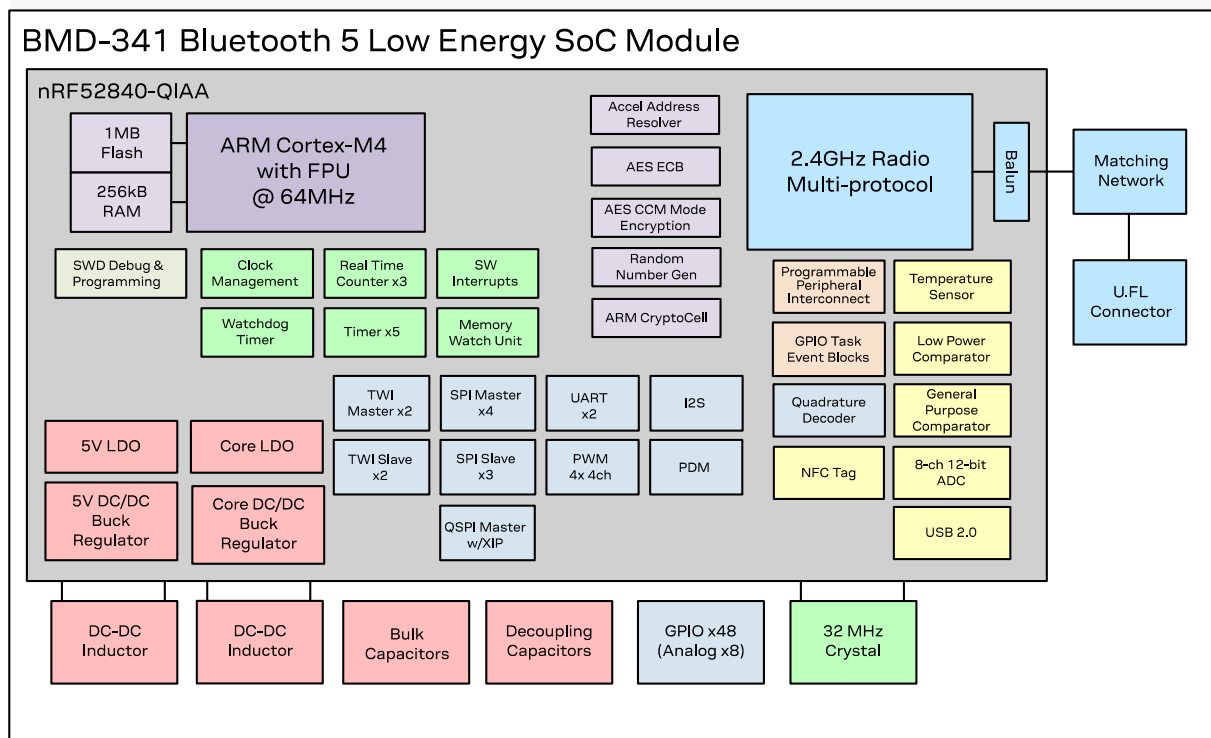 BMD-341 Bluetooth 5 Low Energy SoC Module
nRF52840-QIAA
1MB
Flash
256kB
RAM
ARM Cortex-M4
with FPU
@ 64MHz
Accel Address
Resolver
AES ECB
AES CCM Mode
Encryption
Random
Number Gen
ARM CryptoCell
2.4GHz Radio
Multi-protocol
Balun
Matching
Network
U.FL
Connector
SWD Debug &
Programming
Clock
Management
Real Time
Counter x3
SW
Interrupts
Watchdog
Timer
Timer x5
Memory
Watch Unit
Programmable
Peripheral
Interconnect
Temperature
Sensor
GPIO Task
Event Blocks
Low Power
Comparator
Quadrature
Decoder
General
Purpose
Comparator
NFC Tag
8-ch 12-bit
ADC
USB 2.0
TWI
Master x2
SPI Master
x4
UART
x2
I2S
TWI Slave
x2
SPI Slave
x3
PWM
4x 4ch
PDM
QSPI Master
w/XIP
5V LDO
Core LDO
5V DC/DC
Buck
Regulator
Core DC/DC
Buck
Regulator
DC-DC
Inductor
DC-DC
Inductor
Bulk
Capacitors
Decoupling
Capacitors
GPIO x48
(Analog x8)
32 MHz
Crystal